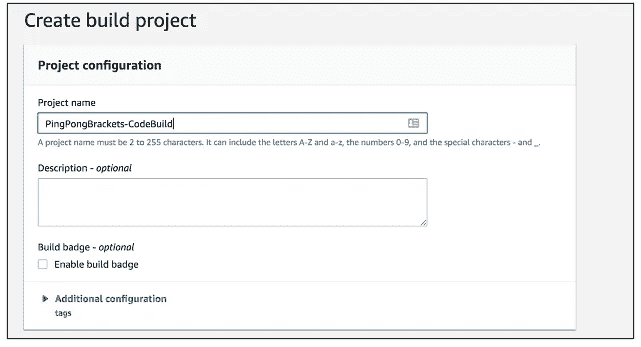 Create build project
Project configuration
Project name
PingPongBrackets-CodeBuild
A project name must be 2 to 255 characters. It can include the letters A-Z and a-z, the numbers 0-9, and the special characters - and _.
Description - optional
Build badge - optional
Enable build badge
Additional configuration
tags